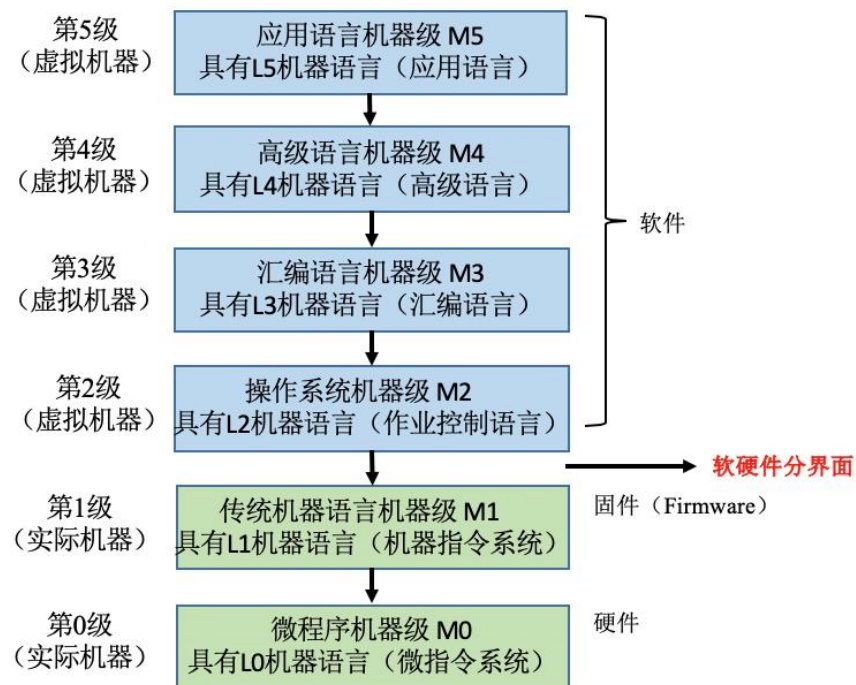 第5级
（虚拟机器）
应用语言机器级 M5
具有L5机器语言（应用语言）
第4级
（虚拟机器）
高级语言机器级 M4
具有L4机器语言（高级语言）
软件
第3级
（虚拟机器）
汇编语言机器级 M3
具有L3机器语言（汇编语言）
第2级
（虚拟机器）
操作系统机器级 M2
具有L2机器语言（作业控制语言）
软硬件分界面
第1级
（实际机器）
传统机器语言机器级 M1
具有L1机器语言（机器指令系统）
固件（Firmware）
第0级
（实际机器）
微程序机器级 M0
具有L0机器语言（微指令系统）
硬件